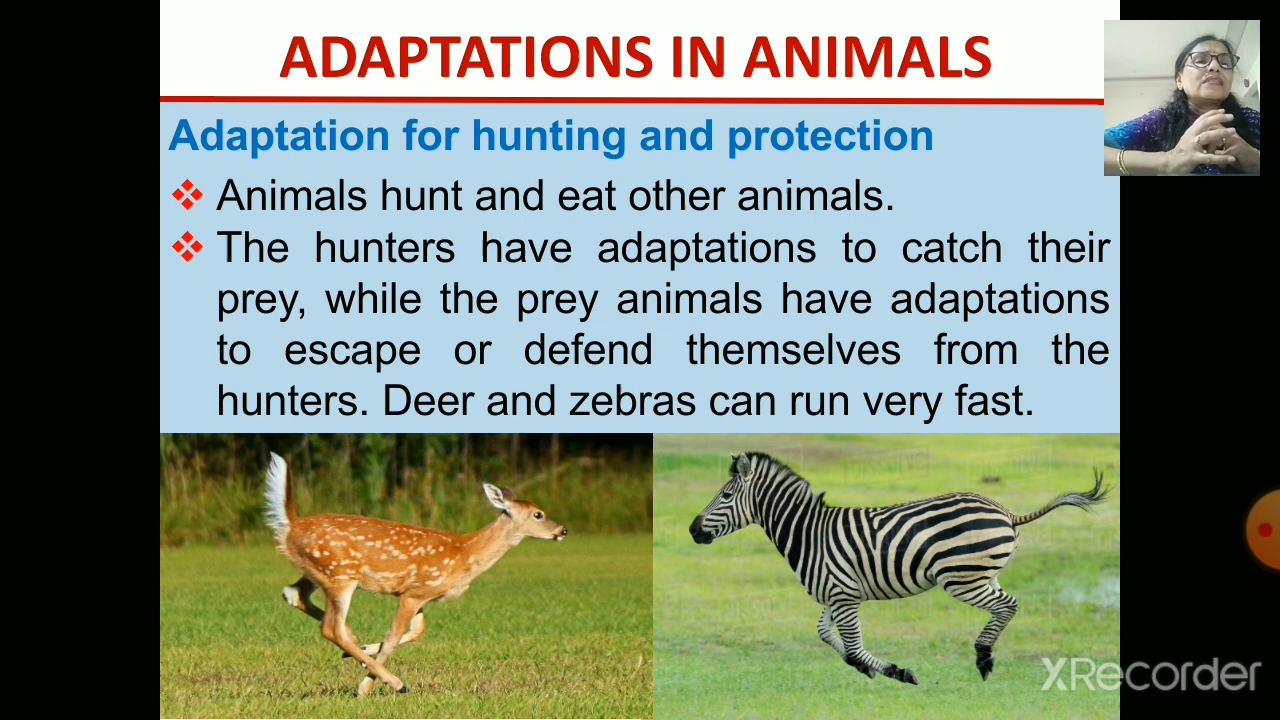 ADAPTATIONS IN ANIMALS
Adaptation for hunting and protection
Animals hunt and eat other animals.
The hunters have adaptations to catch their
prey, while the prey animals have adaptations
to escape or defend themselves from the
hunters. Deer and zebras can run very fast.
XRecorder